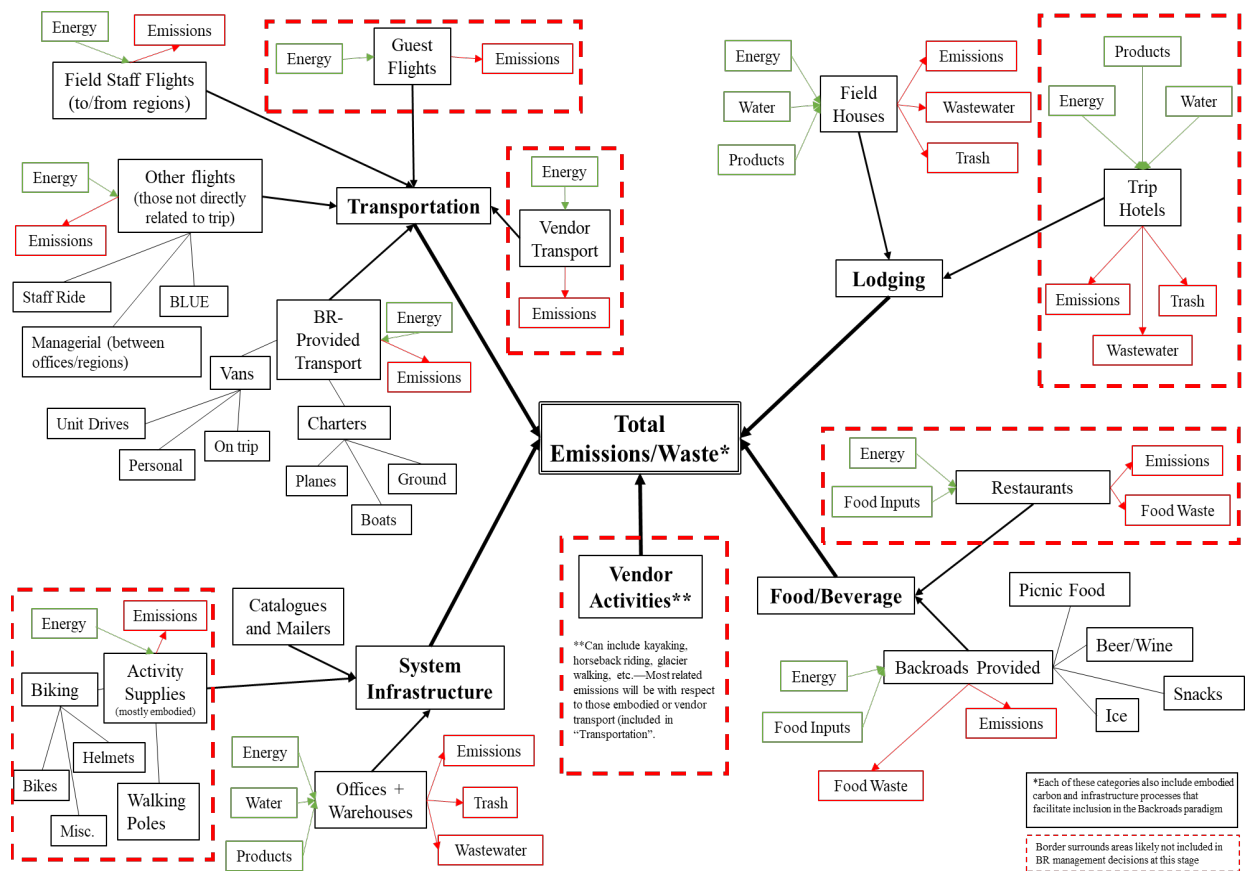 Energy
Emissions
Field Staff Flights
(to/from regions)
Energy
Guest
Flights
Emissions
Energy
Other flights
(those not directly
related to trip)
Emissions
Staff Ride
BLUE
Managerial (between
offices/regions)
Transportation
Energy
Vendor
Transport
Emissions
BR-
Provided
Transport
Energy
Emissions
Vans
Unit Drives
Personal
On trip
Charters
Planes
Boats
Ground
Energy
Water
Products
Field
Houses
Emissions
Wastewater
Trash
Products
Energy
Water
Trip
Hotels
Emissions
Trash
Wastewater
Lodging
Total
Emissions/Waste*
Energy
Food Inputs
Restaurants
Emissions
Food Waste
Food/Beverage
Picnic Food
Beer/Wine
Snacks
Ice
Backroads Provided
Energy
Food Inputs
Emissions
Food Waste
Vendor
Activities**
**Can include kayaking,
horseback riding, glacier
walking, etc.—Most related
emissions will be with respect
to those embodied or vendor
transport (included in
“Transportation”.
Catalogues
and Mailers
System
Infrastructure
Energy
Emissions
Activity
Supplies
(mostly embodied)
Biking
Helmets
Bikes
Misc.
Walking
Poles
Energy
Water
Products
Offices +
Warehouses
Emissions
Trash
Wastewater
*Each of these categories also include embodied
carbon and infrastructure processes that
facilitate inclusion in the Backroads paradigm
Border surrounds areas likely not included in
BR management decisions at this stage